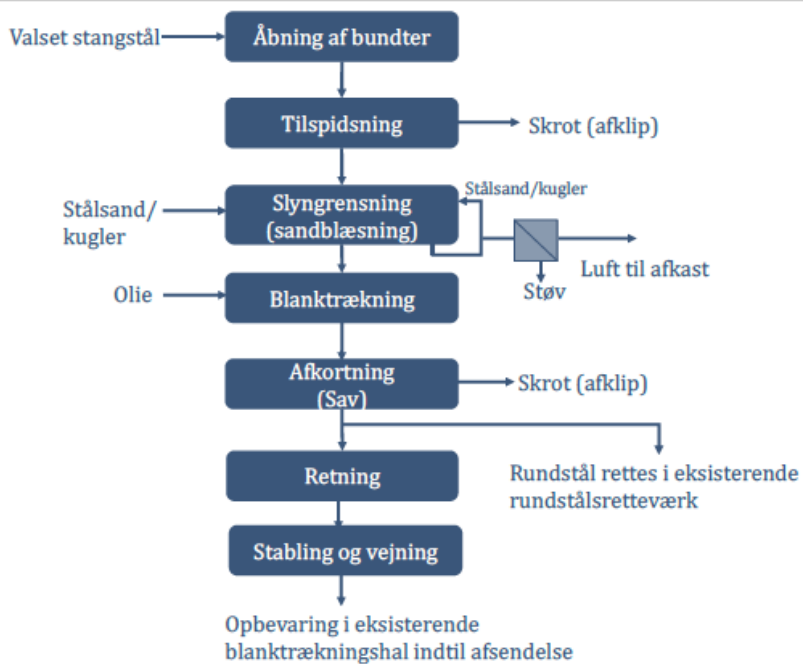 Valset stangstål
Åbning af bundter
Tilspidsning
Skrot (afklip)
Stålsand/kugler
Stålsand/
kugler
Slyngrensning
(sandblæsning)
Luft til afkast
Støv
Olie
Blanktrækning
Afkortning
(Sav)
Skrot (afklip)
Retning
Rundstål rettes i eksisterende
rundstålsretteværk
Stabling og vejning
Opbevaring i eksisterende
blanktrækningshal indtil afsendelse